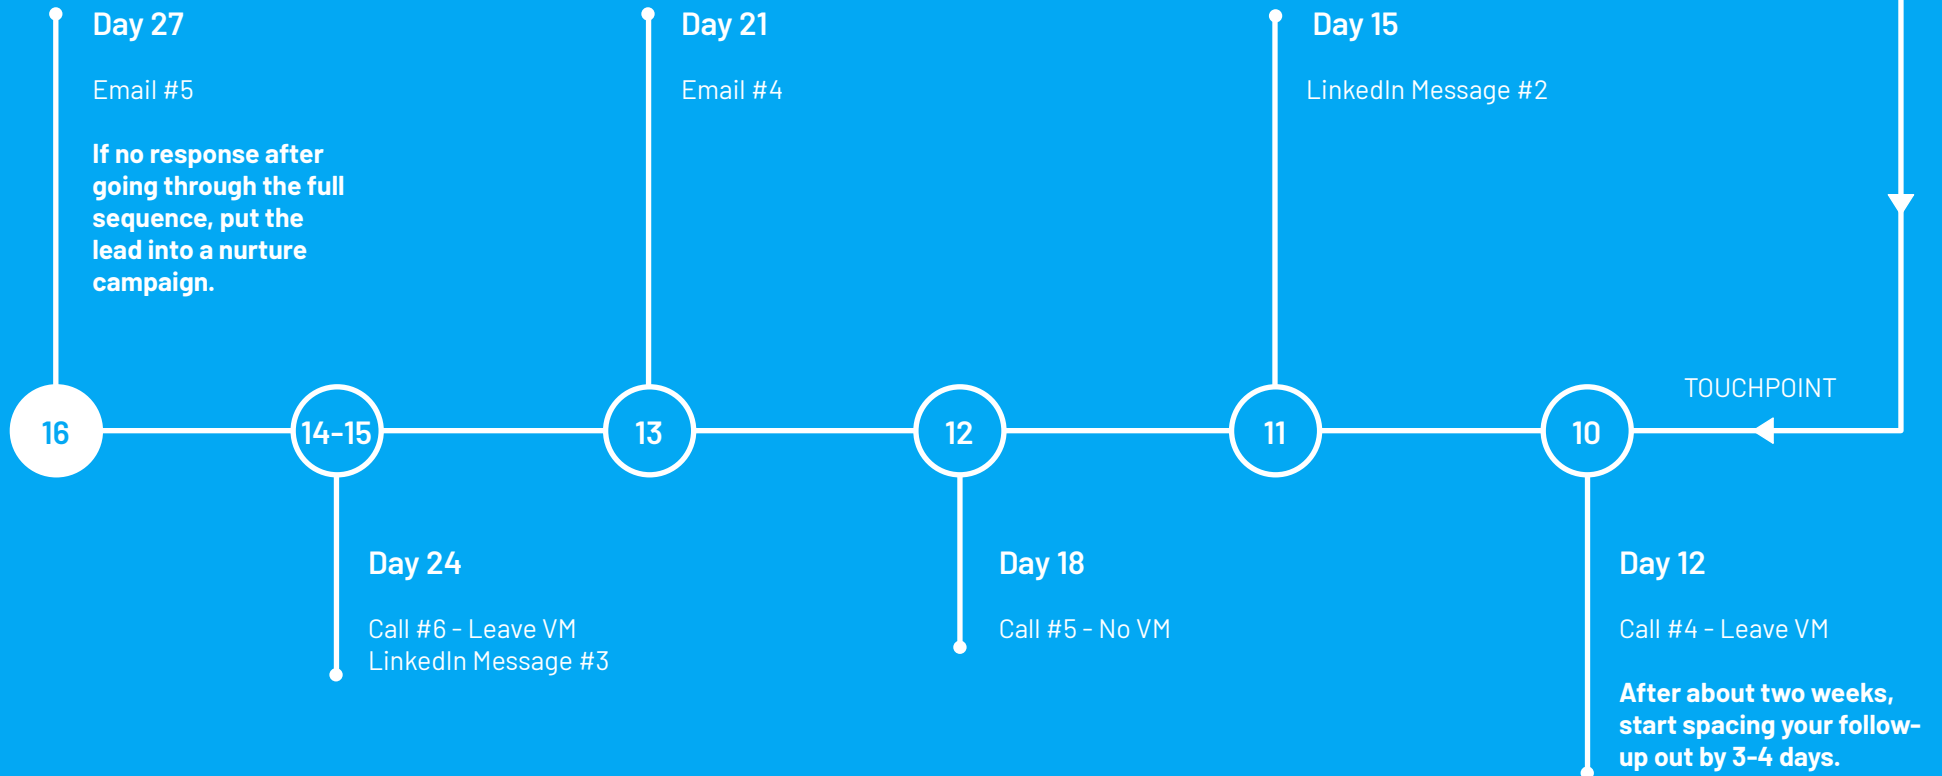 Day 27
Email #5
If no response after
going through the full
sequence, put the
lead into a nurture
campaign.
Day 21
Email #4
Day 15
LinkedIn Message #2
TOUCHPOINT
16
14-15
13
12
11
10
Day 24
Call #6 - Leave VM
LinkedIn Message #3
Day 18
Call #5 - No VM
Day 12
Call #4 - Leave VM
After about two weeks,
start spacing your follow-
up out by 3-4 days.